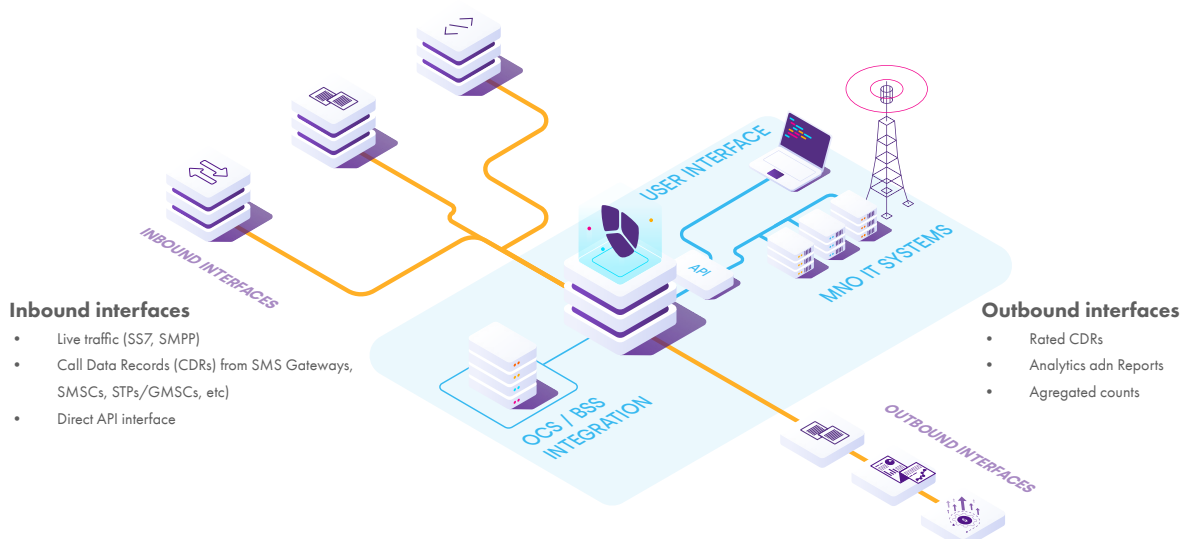 USER INTERFACE
API
MNO IT SYSTEMS
INBOUND INTERFACES
Inbound interfaces
• Live traffic (SS7, SMPP)
• Call Data Records (CDRs) from SMS Gateways,
SMSCs, STPs/GMSCs, etc)
• Direct API interface
Outbound interfaces
• Rated CDRs
• Analytics adn Reports
• Agregated counts
OCS / BSS
INTEGRATION
OUTBOUND INTERFACES